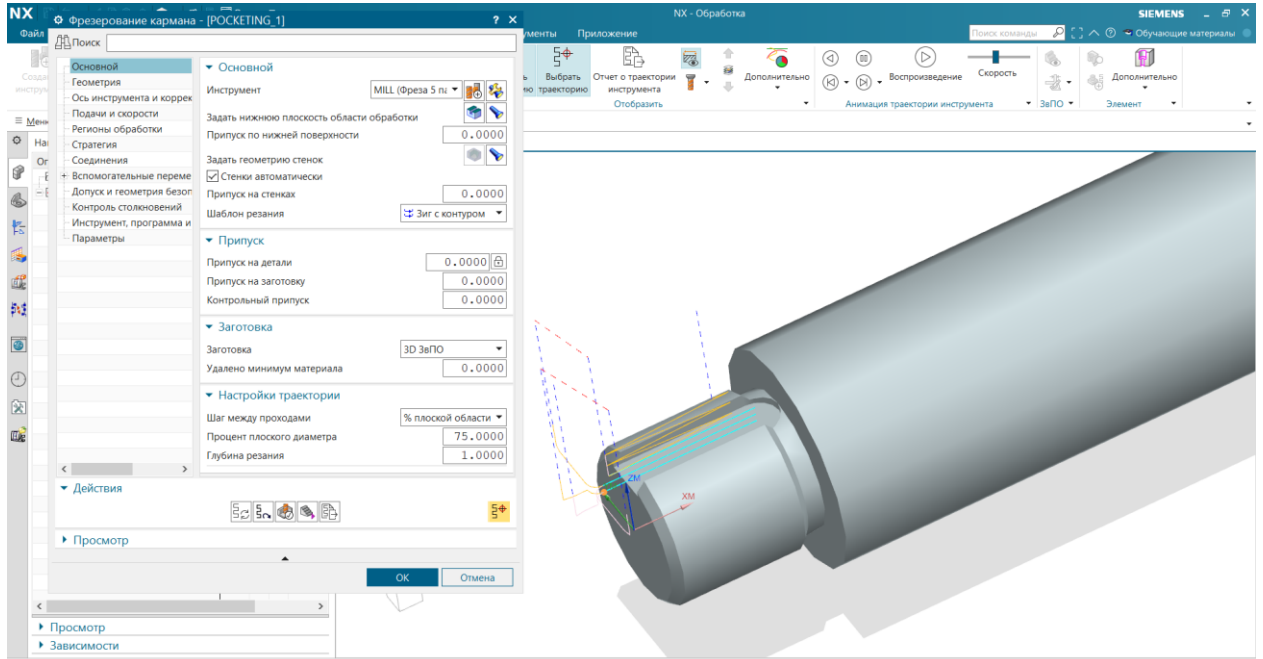 NX
NX - Обработка
SIEMENS
Файл
менты
Приложение
Поиск команды
Обучающие материалы
Фрезерование кармана - [POCKETING_1]
Поиск
Основной
Геометрия
Ось инструмента и коррек
Подачи и скорости
Регионы обработки
Стратегия
Соединения
Вспомогательные переме
Допуск и геометрия безоп
Контроль столкновений
Инструмент, программа и
Параметры
Основной
Инструмент MILL (Фреза 5 па
Задать нижнюю плоскость области обработки
Припуск по нижней поверхности 0.0000
Задать геометрию стенок
Стенки автоматически
Припуск на стенках 0.0000
Шаблон резания Зиг с контуром
Припуск
Припуск на детали 0.0000
Припуск на заготовку 0.0000
Контрольный припуск 0.0000
Заготовка
Заготовка 3D ЗвПО
Удалено минимум материала 0.0000
Настройки траектории
Шаг между проходами % плоской области
Процент плоского диаметра 75.0000
Глубина резания 1.0000
Действия
Просмотр
ОК Отмена
Выбрать
траекторию
Отчет о траектории
инструмента
Дополнительно
Отобразить
Воспроизведение
Скорость
Анимация траектории инструмента
ЗвПО
Дополнительно
Элемент
ZM
XM
Просмотр
Зависимости